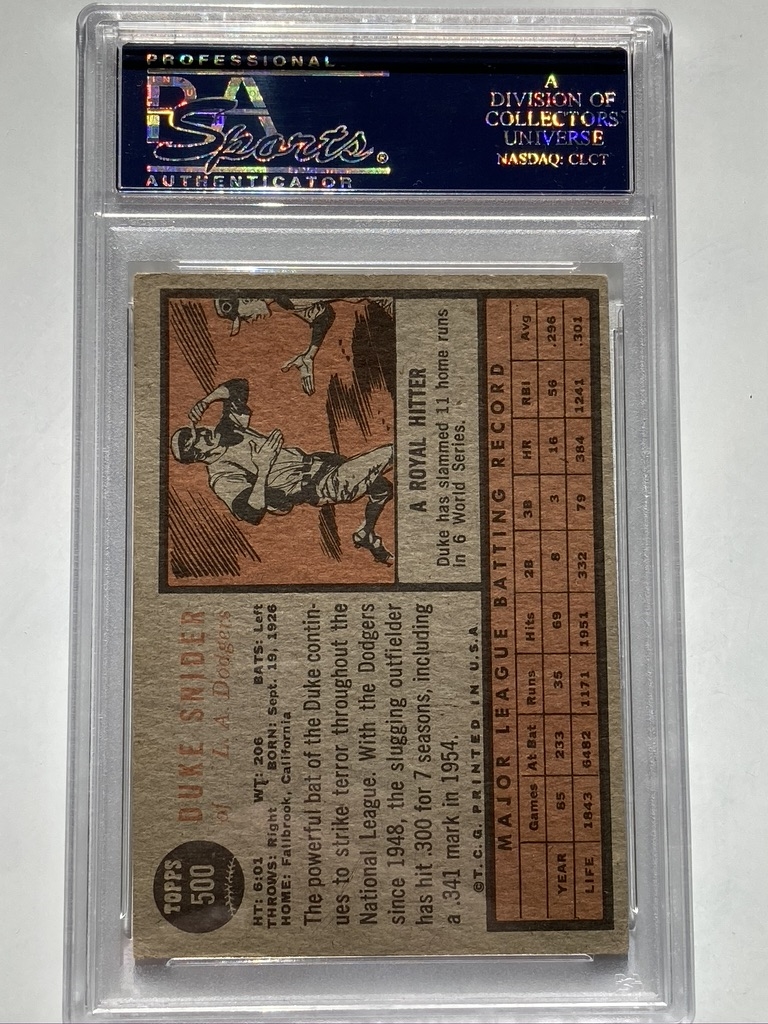 PROFESSIONAL
PSA
Sports®
AUTHENTICATOR
A
DIVISION OF
COLLECTORS
UNIVERSE
NASDAQ: CLCT
TOPPS
500
DUKE SNIDER
of L. A. Dodgers
HT: 6:01 WT: 206 BATS: Left
THROWS: Right BORN: Sept. 19, 1926
HOME: Fallbrook, California
The powerful bat of the Duke contin-
ues to strike terror throughout the
National League. With the Dodgers
since 1948, the slugging outfielder
has hit .300 for 7 seasons, including
a .341 mark in 1954.
©T.C.G. PRINTED IN U.S.A.
A ROYAL HITTER
Duke has slammed 11 home runs
in 6 World Series.
MAJOR LEAGUE BATTING RECORD
Games At Bat Runs Hits 2B 3B HR RBI Avg
YEAR 85 233 35 69 8 3 16 56 .296
LIFE 1843 6482 1171 1951 332 79 384 1241 .301